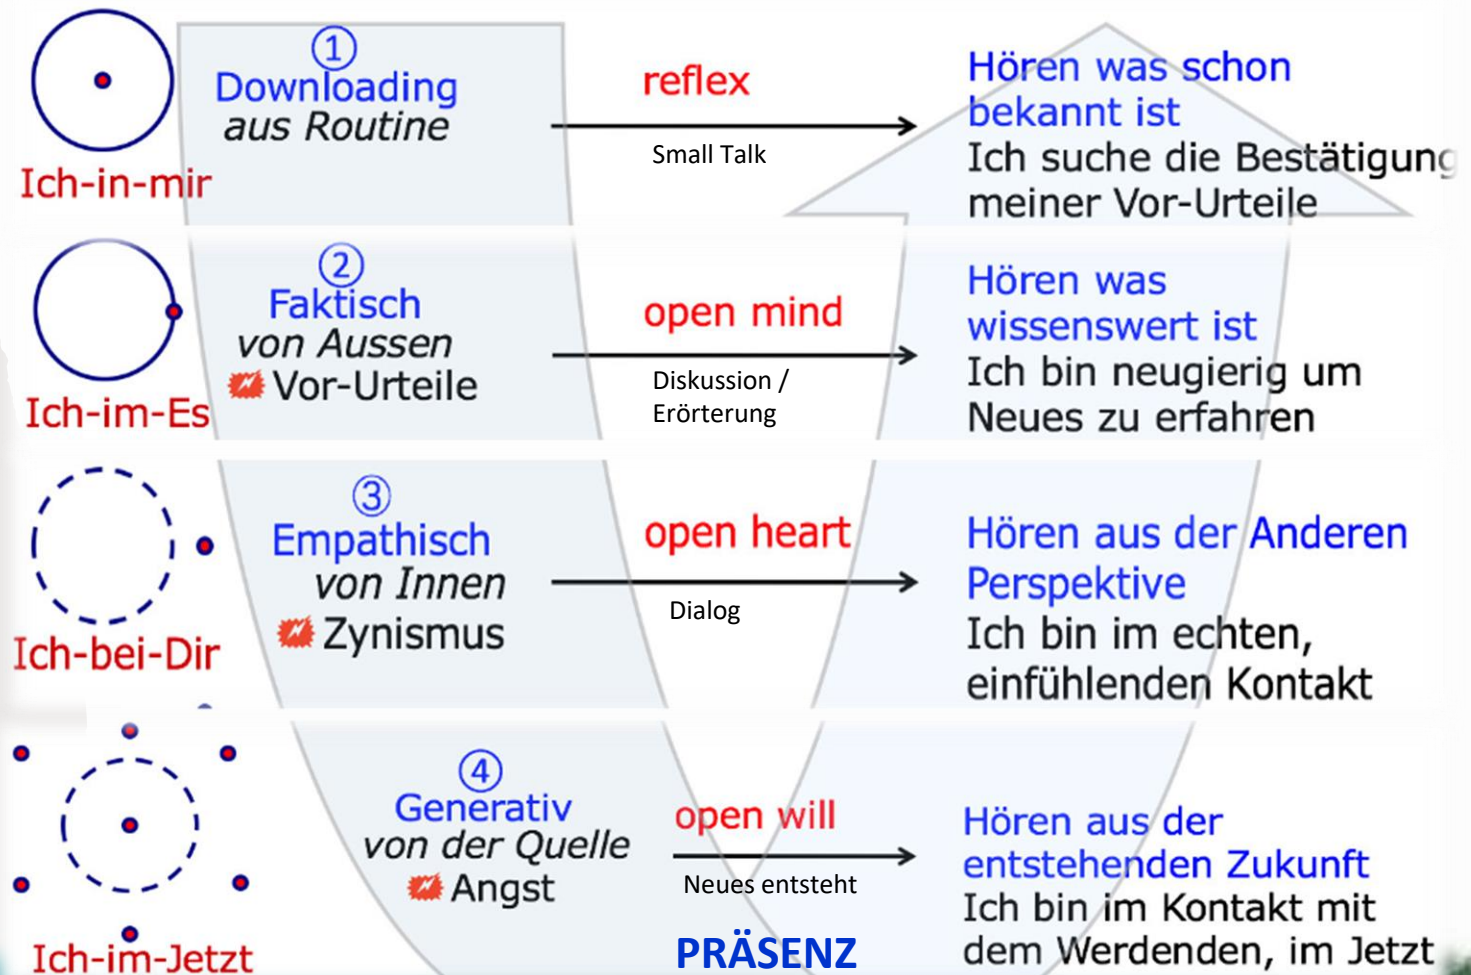 ①
Downloading
aus Routine
Ich-in-mir
reflex
Small Talk
Hören was schon
bekannt ist
Ich suche die Bestätigung
meiner Vor-Urteile
②
Faktisch
von Aussen
Vor-Urteile
Ich-im-Es
open mind
Diskussion /
Erörterung
Hören was
wissenswert ist
Ich bin neugierig um
Neues zu erfahren
③
Empathisch
von Innen
Zynismus
Ich-bei-Dir
open heart
Dialog
Hören aus der Anderen
Perspektive
Ich bin im echten,
einfühlenden Kontakt
④
Generativ
von der Quelle
Angst
Ich-im-Jetzt
open will
Neues entsteht
PRÄSENZ
Hören aus der
entstehenden Zukunft
Ich bin im Kontakt mit
dem Werdenden, im Jetzt